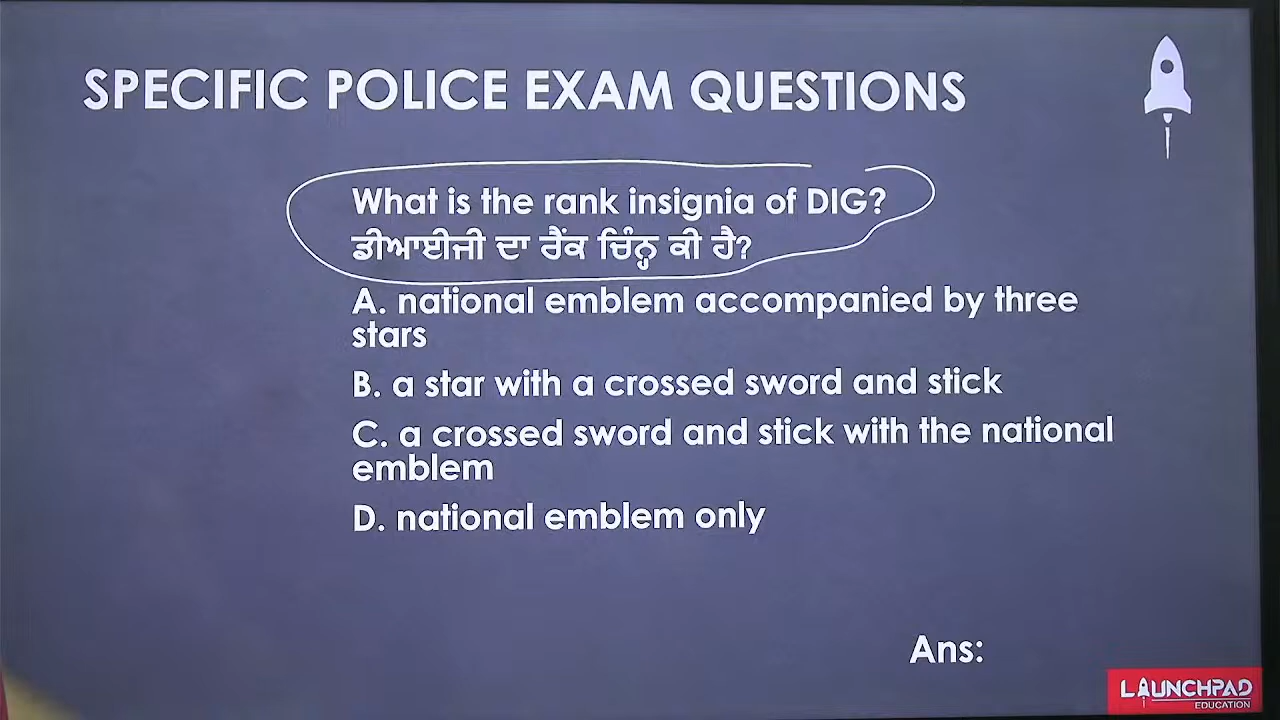 SPECIFIC POLICE EXAM QUESTIONS
What is the rank insignia of DIG?
ਡੀਆਈਜੀ ਦਾ ਰੈਂਕ ਚਿੰਨ੍ਹ ਕੀ ਹੈ?
A. national emblem accompanied by three
stars
B. a star with a crossed sword and stick
C. a crossed sword and stick with the national
emblem
D. national emblem only
Ans:
LAUNCHPAD
EDUCATION